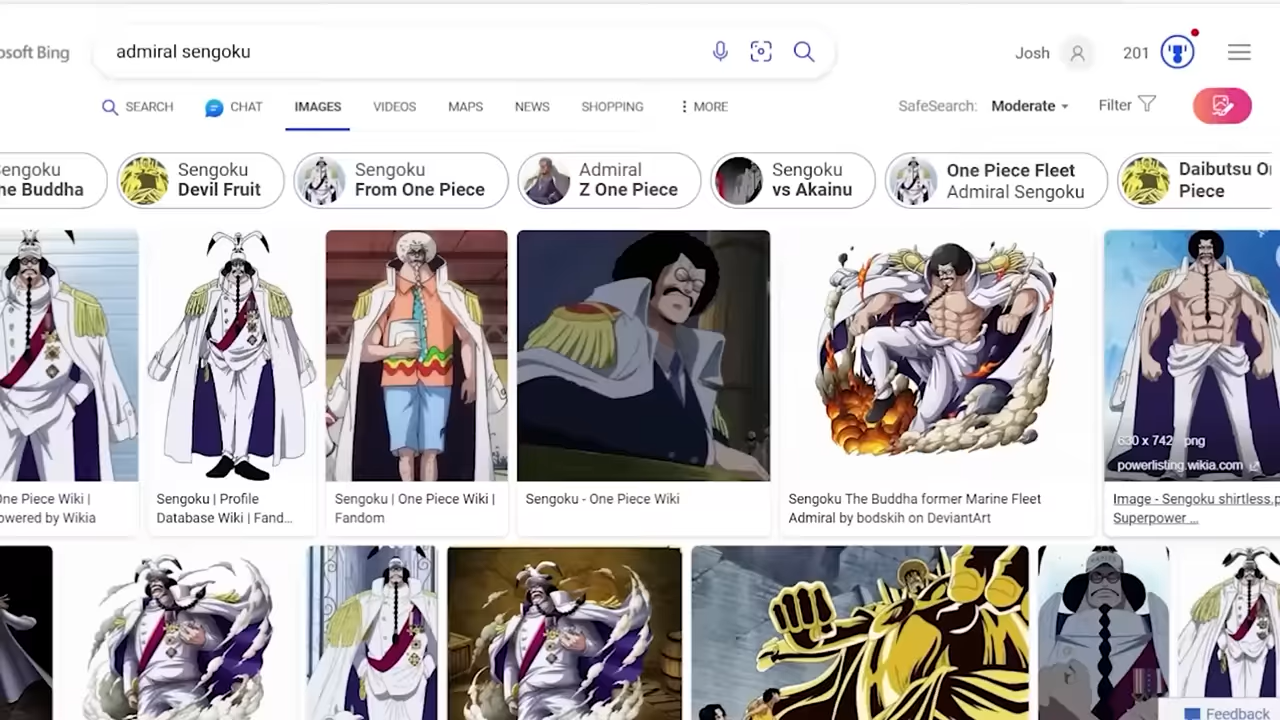 osoft Bing
admiral sengoku
Josh
201
SEARCH
CHAT
IMAGES
VIDEOS
MAPS
NEWS
SHOPPING
MORE
SafeSearch: Moderate
Filter
Sengoku
he Buddha
Sengoku
Devil Fruit
Sengoku
From One Piece
Admiral
Z One Piece
Sengoku
vs Akainu
One Piece Fleet
Admiral Sengoku
Daibutsu O
Piece
630 x 742 png
powerlisting.wikia.com
One Piece Wiki |
owered by Wikia
Sengoku | Profile
Database Wiki | Fand...
Sengoku | One Piece Wiki |
Fandom
Sengoku - One Piece Wiki
Sengoku The Buddha former Marine Fleet
Admiral by bodskih on DeviantArt
Image - Sengoku shirtless.p
Superpower ...
Feedback